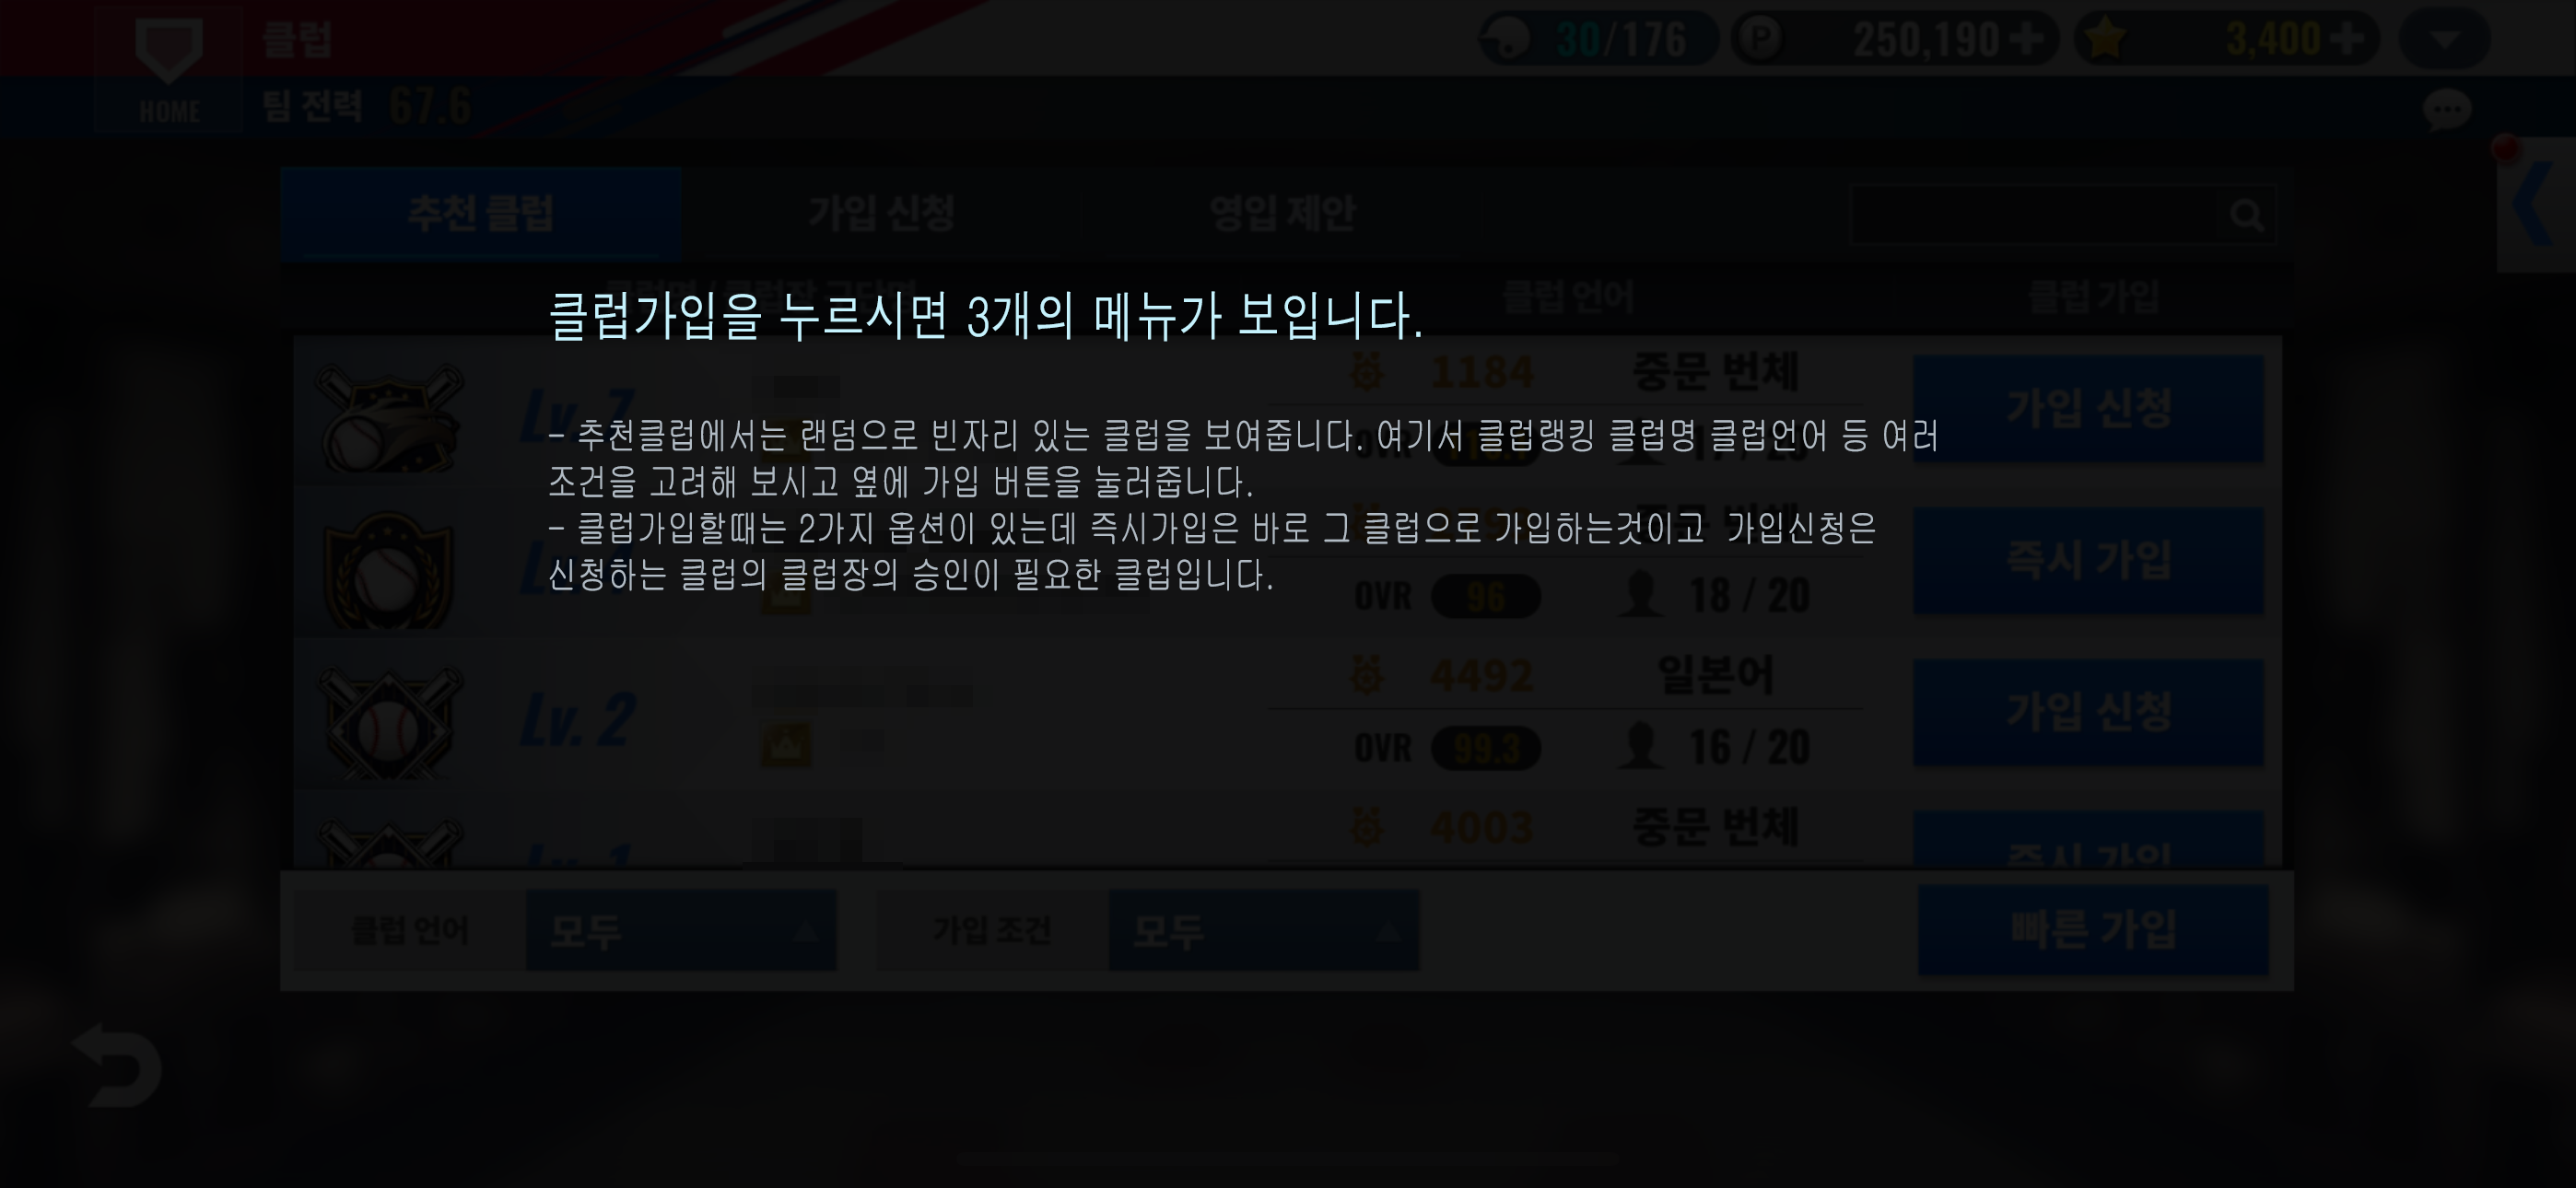 클럽
30/176
250,190
3,400
HOME
팀 전력 67.6
추천 클럽
가입 신청
영입 제안
클럽 언어
클럽 가입
클럽가입을 누르시면 3개의 메뉴가 보입니다.
Lv. 7
1184
중문 번체
가입 신청
- 추천클럽에서는 랜덤으로 빈자리 있는 클럽을 보여줍니다. 여기서 클럽랭킹 클럽명 클럽언어 등 여러
조건을 고려해 보시고 옆에 가입 버튼을 눌러줍니다.
- 클럽가입할때는 2가지 옵션이 있는데 즉시가입은 바로 그 클럽으로 가입하는것이고 가입신청은
신청하는 클럽의 클럽장의 승인이 필요한 클럽입니다.
즉시 가입
OVR 96
18 / 20
Lv. 2
4492
일본어
가입 신청
OVR 99.3
16 / 20
4003
중문 번체
즉시 가입
클럽 언어
모두
가입 조건
모두
빠른 가입